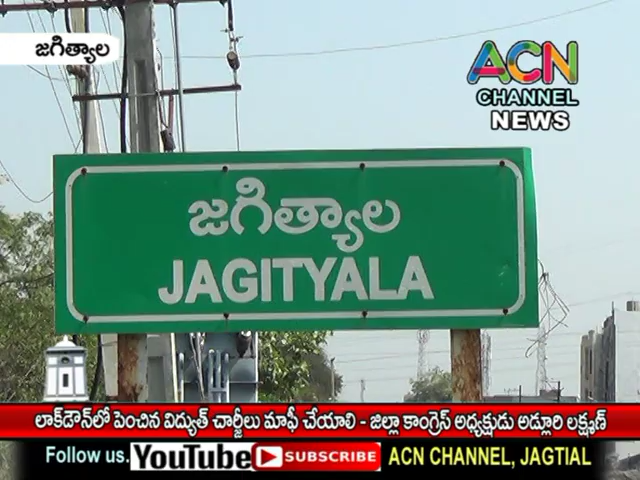 జగిత్యాల
ACN
CHANNEL
NEWS
జగిత్యాల
JAGITYALA
లాక్‌డౌన్‌లో పెంచిన విద్యుత్ చార్జీలు మాఫీ చేయాలి - జిల్లా కాంగ్రెస్ అధ్యక్షుడు అడ్లూరి లక్ష్మణ్
Follow us. YouTube SUBSCRIBE ACN CHANNEL, JAGTIAL